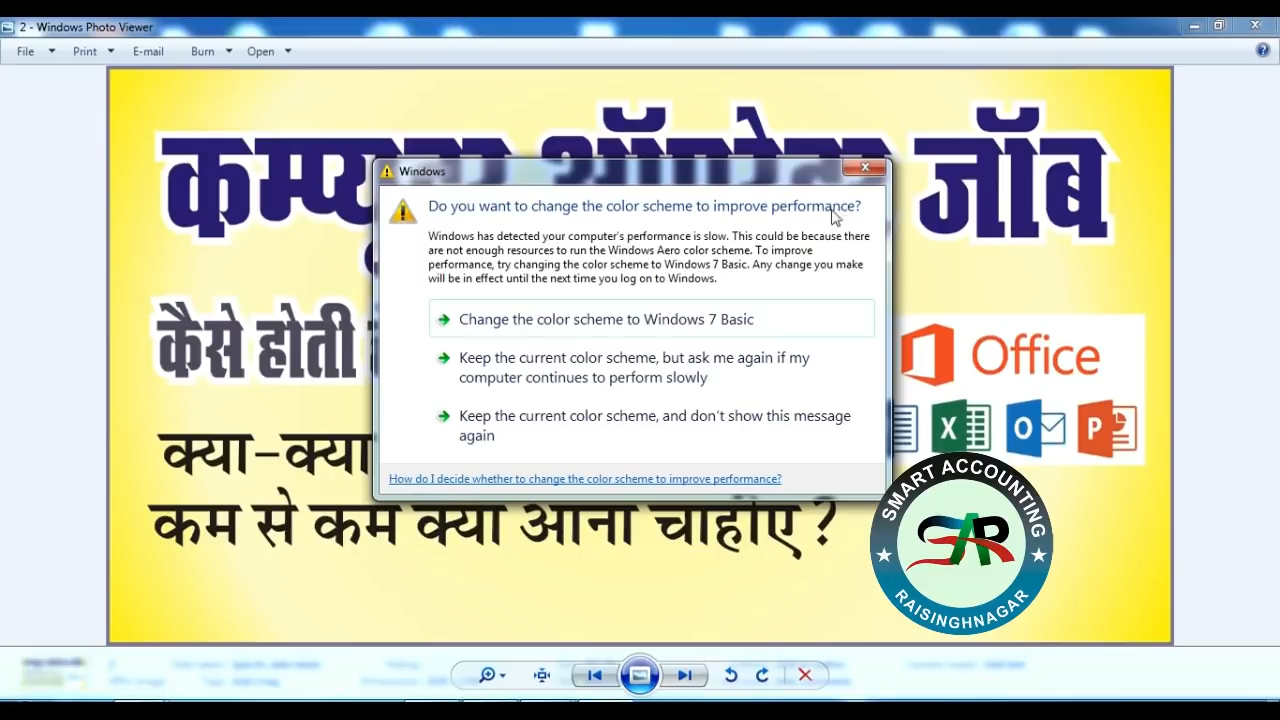 2 - Windows Photo Viewer
File Print E-mail Burn Open
जॉब
Windows
Do you want to change the color scheme to improve performance?
Windows has detected your computer's performance is slow. This could be because there
are not enough resources to run the Windows Aero color scheme. To improve
performance, try changing the color scheme to Windows 7 Basic. Any change you make
will be in effect until the next time you log on to Windows.
Change the color scheme to Windows 7 Basic
Keep the current color scheme, but ask me again if my
computer continues to perform slowly
Keep the current color scheme, and don't show this message
again
How do I decide whether to change the color scheme to improve performance?
कैसे होती
Office
X O P
क्या-क्या
कम से कम क्या आना चाहीए ?
SMART ACCOUNTING
SAR
RAISINGHNAGAR